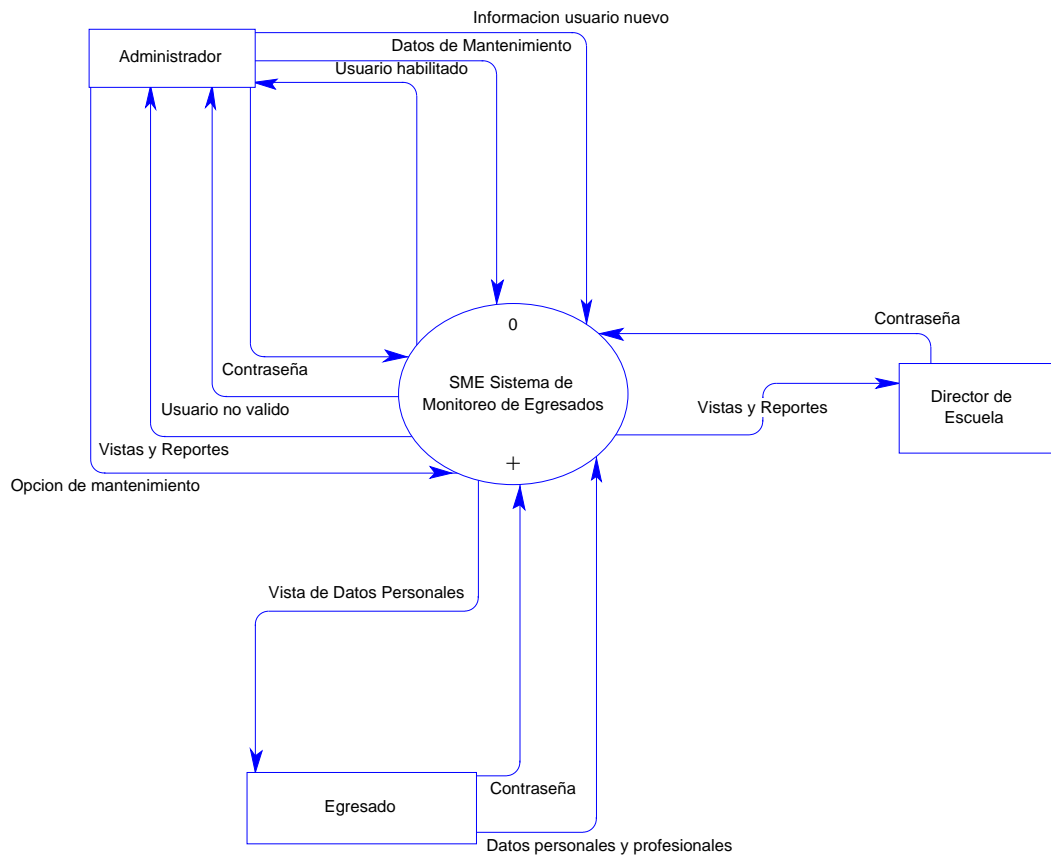 Informacion usuario nuevo
Datos de Mantenimiento
Usuario habilitado
Administrador
0
SME Sistema de
Monitoreo de Egresados
+
Contraseña
Usuario no valido
Vistas y Reportes
Opcion de mantenimiento
Contraseña
Director de
Escuela
Vistas y Reportes
Vista de Datos Personales
Egresado
Contraseña
Datos personales y profesionales